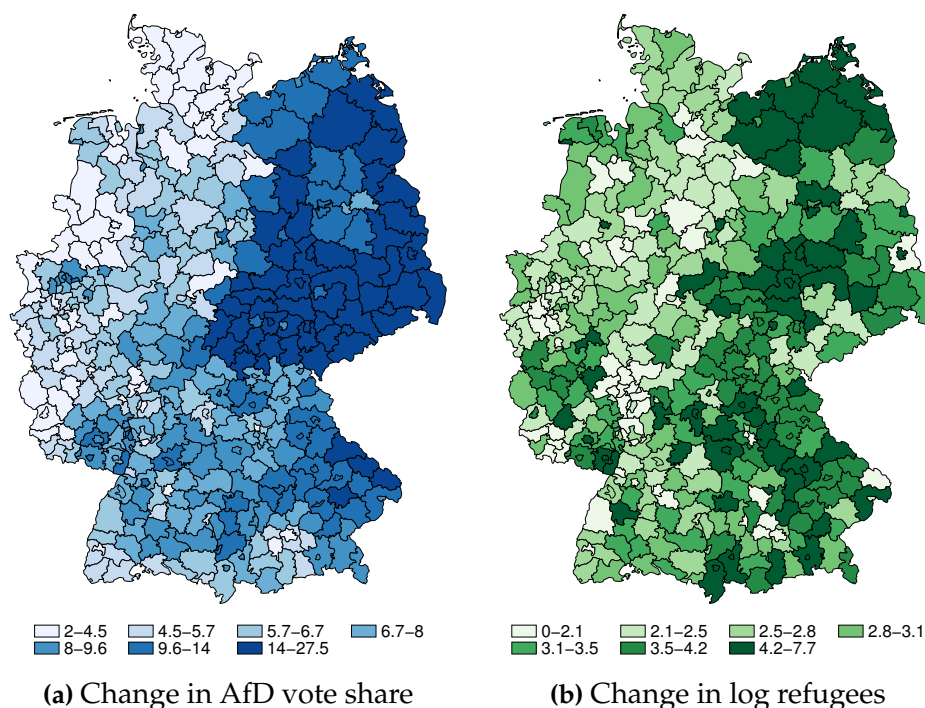 2−4.5 4.5−5.7 5.7−6.7 6.7−8
8−9.6 9.6−14 14−27.5
(a) Change in AfD vote share
0−2.1 2.1−2.5 2.5−2.8 2.8−3.1
3.1−3.5 3.5−4.2 4.2−7.7
(b) Change in log refugees